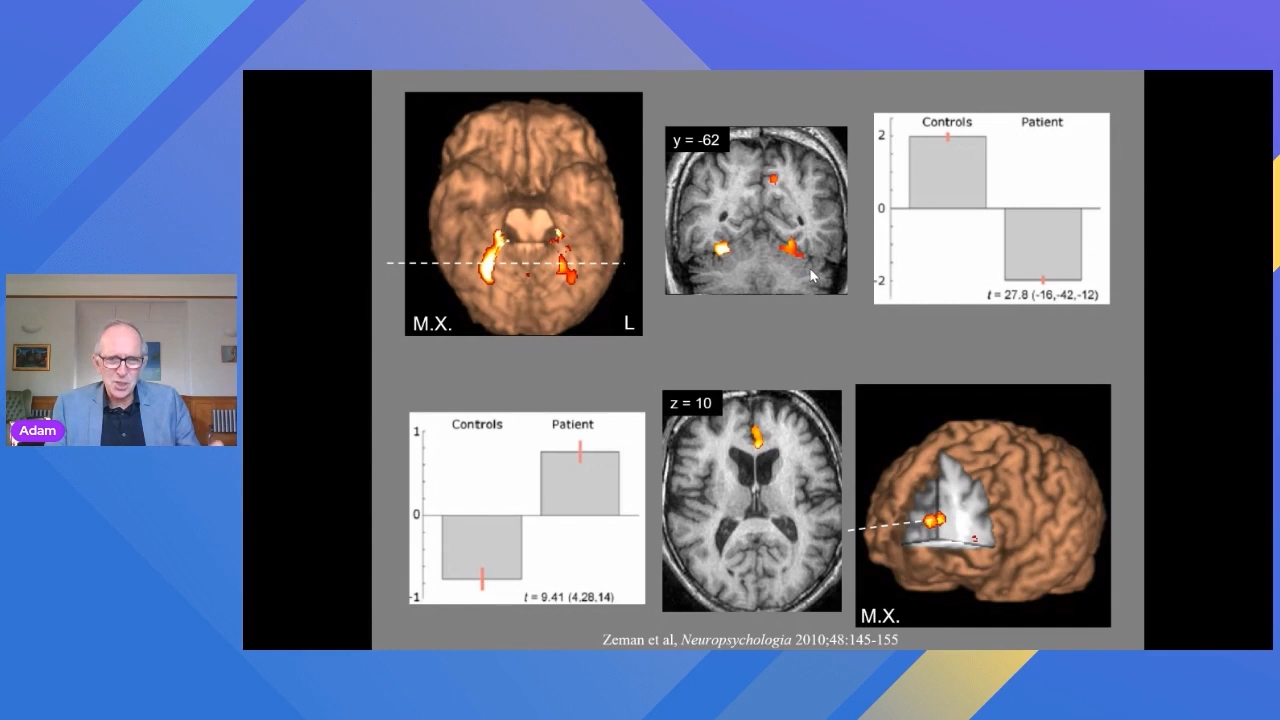 M.X.
L
y = -62
Controls
Patient
2
0
-2
t = 27.8 (-16,-42,-12)
Adam
Controls
Patient
1
0
-1
t = 9.41 (4,28,14)
z = 10
M.X.
Zeman et al, Neuropsychologia 2010;48:145-155